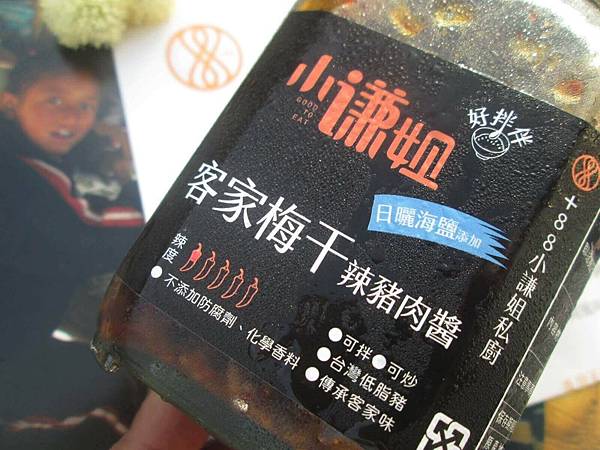 小謙姐
GOOD
TO
EAT
好拌伴
日曬海鹽添加
客家梅干辣豬肉醬
辣度
不添加防腐劑、化學香料
可拌 可炒
台灣低脂豬
傳承客家味
+88小謙姐私廚